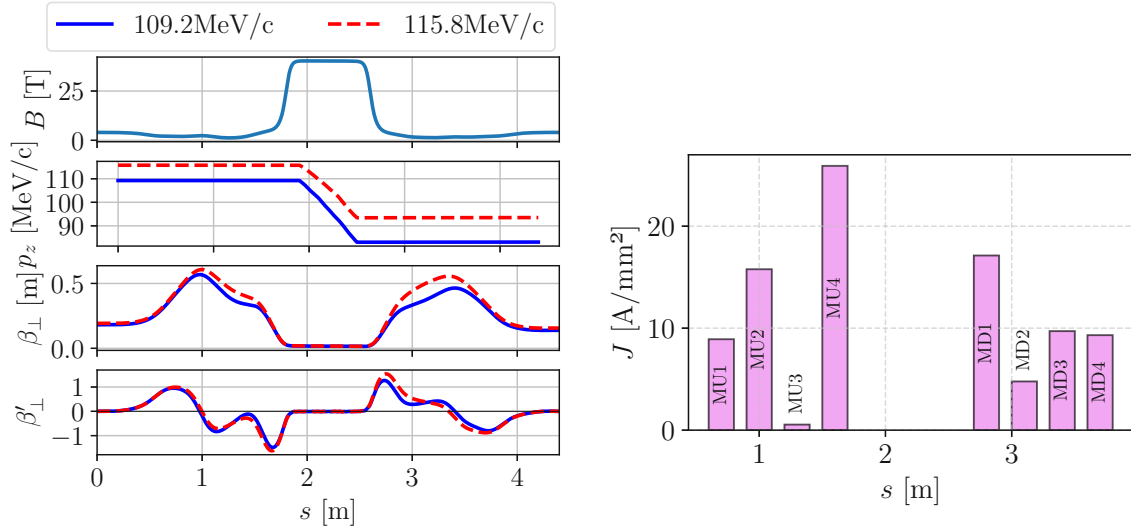 109.2MeV/c
115.8MeV/c
B [T]
25
0
p_z [MeV/c]
110
100
90
β⊥ [m]
0.5
0.0
β′⊥
1
0
−1
0
1
2
3
4
s [m]
J [A/mm²]
20
10
0
MU1
MU2
MU3
MU4
MD1
MD2
MD3
MD4
1
2
3
s [m]